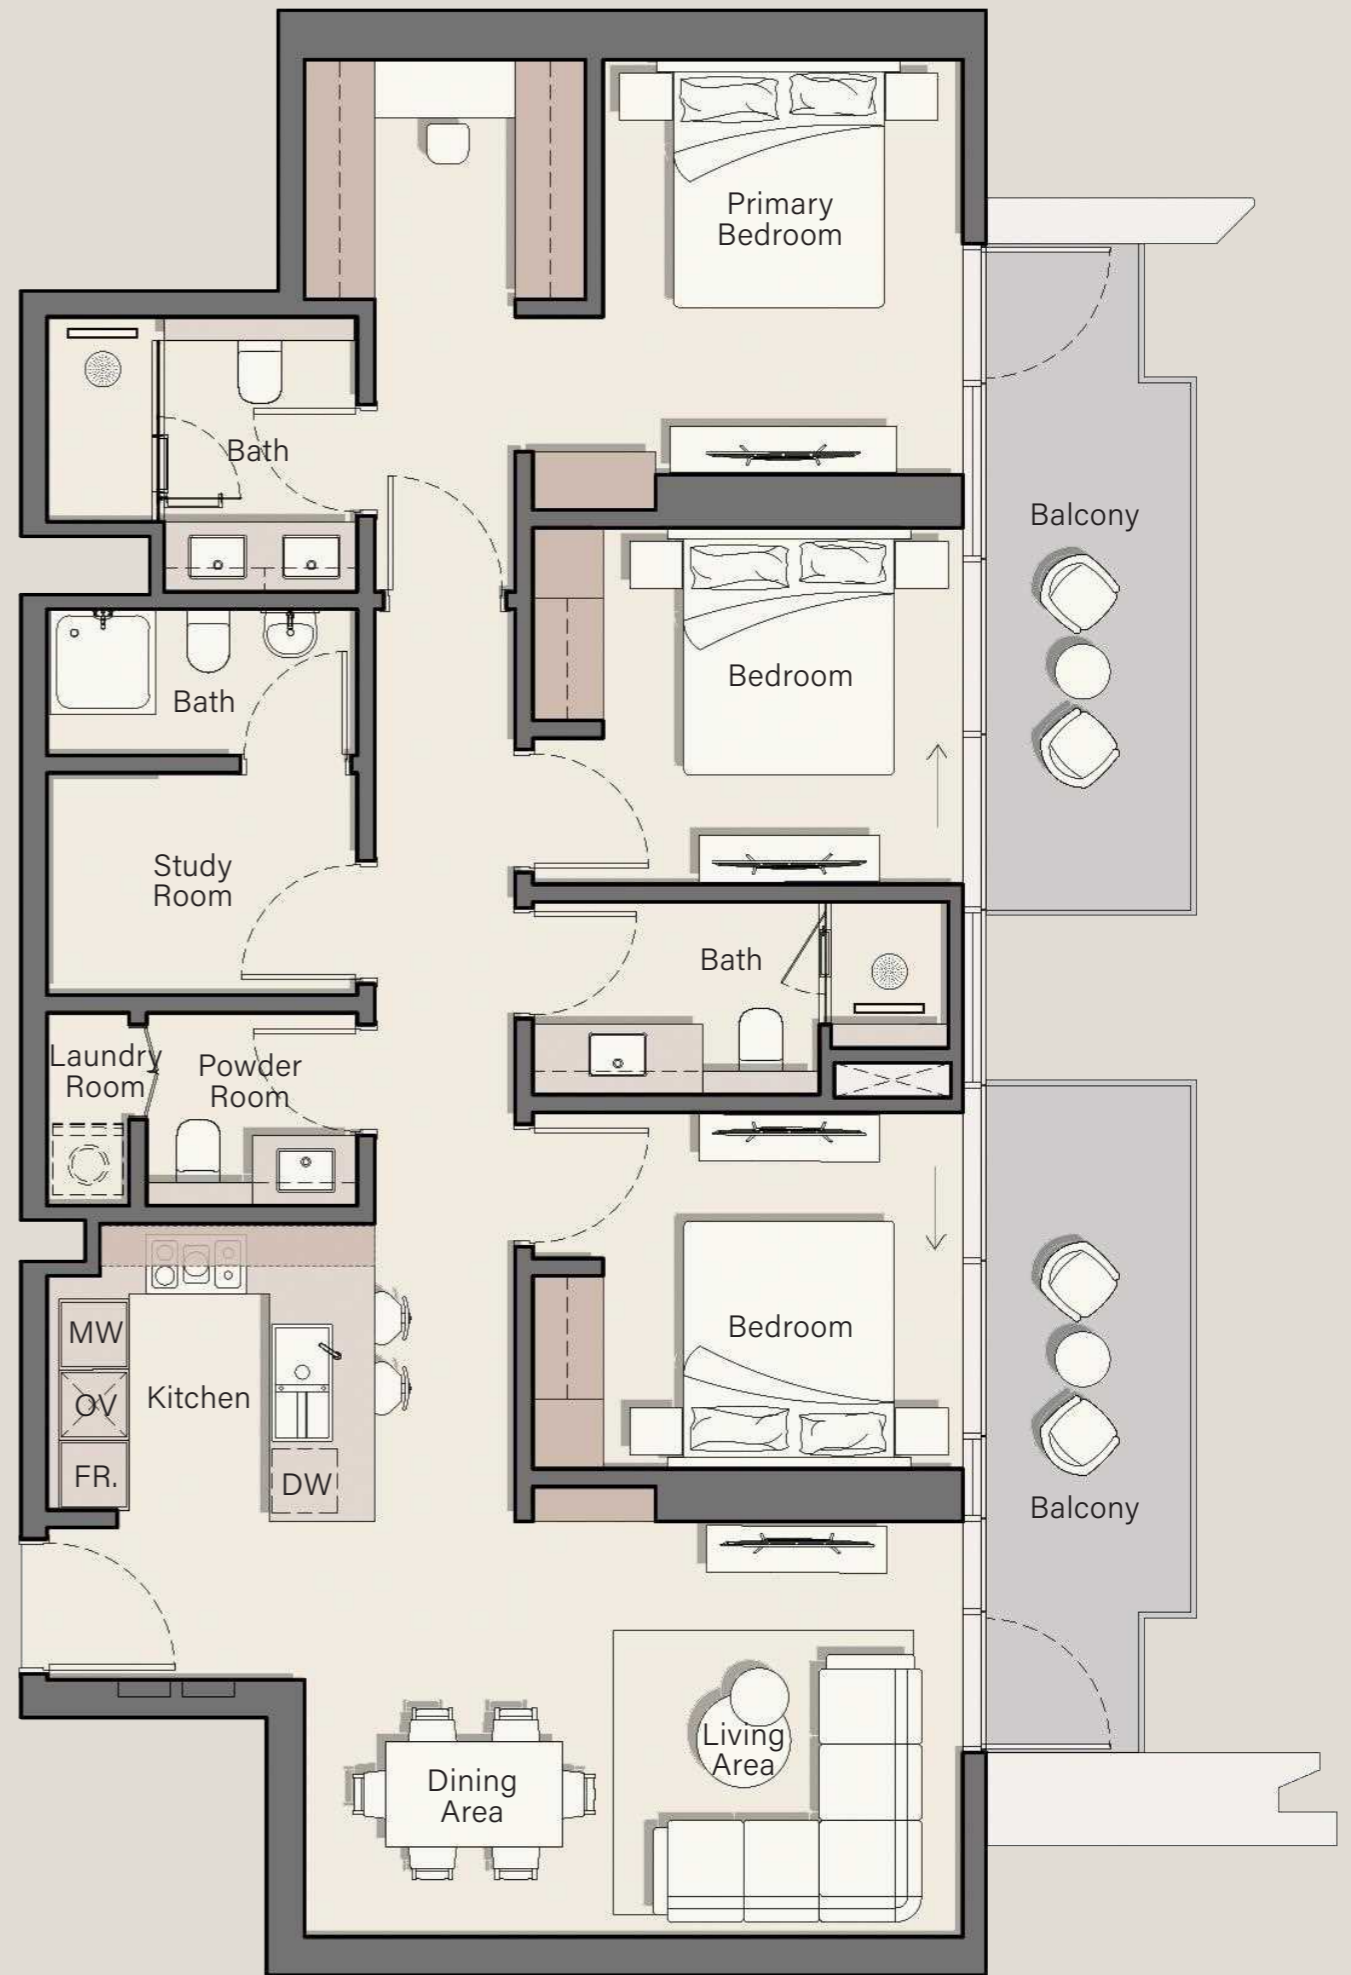 Primary
Bedroom
Bath
Balcony
Bedroom
Bath
Study
Room
Bath
Laundry
Room
Powder
Room
Bedroom
MW
OV
FR.
Kitchen
DW
Balcony
Living
Area
Dining
Area